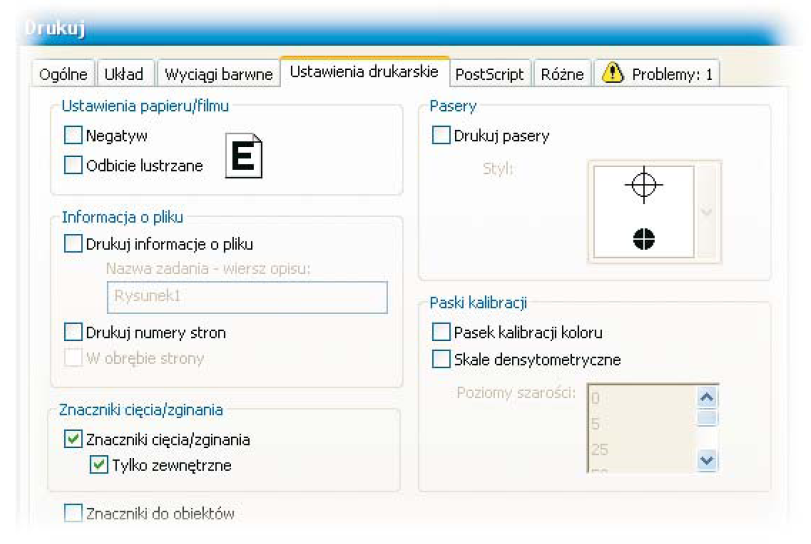 Drukuj
Ogólne Układ Wyciągi barwne Ustawienia drukarskie PostScript Różne Problemy: 1
Ustawienia papieru/filmu
Negatyw
Odbicie lustrzane
E
Informacja o pliku
Drukuj informacje o pliku
Nazwa zadania - wiersz opisu:
Rysunek1
Drukuj numery stron
W obrębie strony
Znaczniki cięcia/zginania
Znaczniki cięcia/zginania
Tylko zewnętrzne
Znaczniki do obiektów
Pasery
Drukuj pasery
Styl:
Paski kalibracji
Pasek kalibracji koloru
Skale densytometryczne
Poziomy szarości:
0
5
25